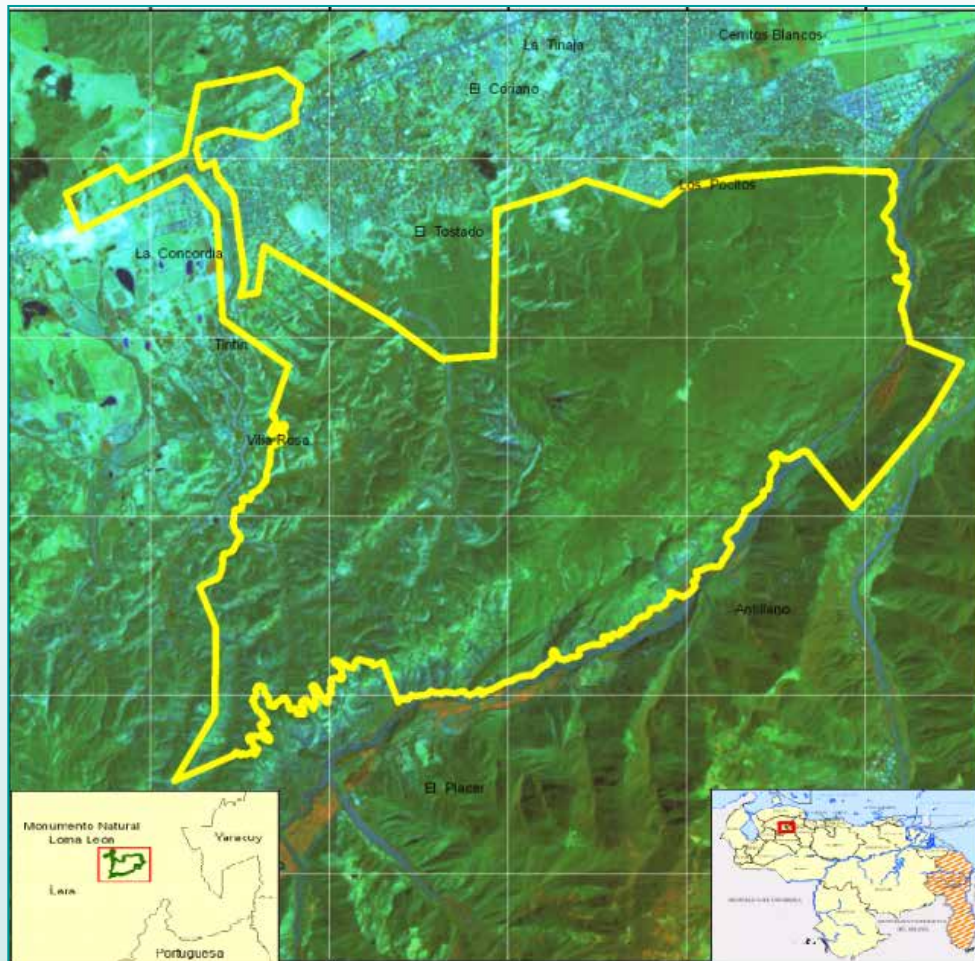 La Tinaja
Cerritos Blancos
El Coriano
Los Pocitos
El Tostado
La Concordia
Tintin
Villa Rosa
Antillano
El Placer
Monumento Natural
Loma León
Yaracuy
Lara
Portuguesa